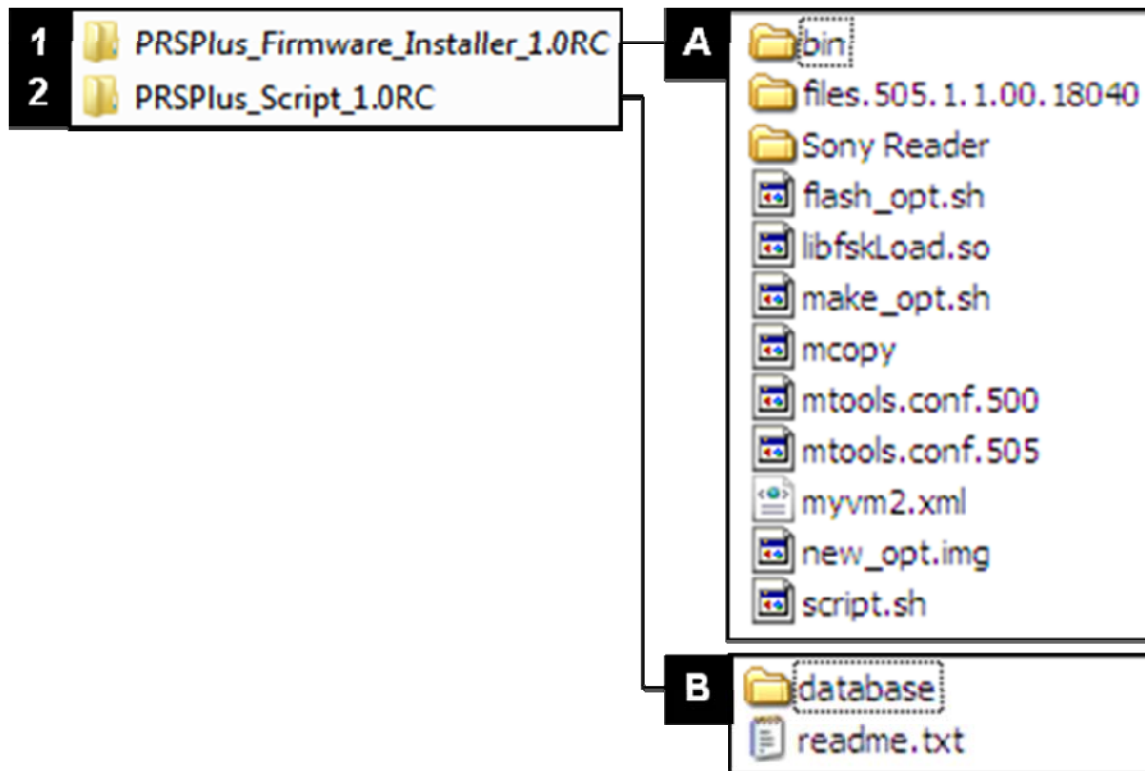 1 PRSPlus_Firmware_Installer_1.0RC
2 PRSPlus_Script_1.0RC
A bin
files.505.1.1.00.18040
Sony Reader
flash_opt.sh
libfskLoad.so
make_opt.sh
mcopy
mtools.conf.500
mtools.conf.505
myvm2.xml
new_opt.img
script.sh
B database
readme.txt